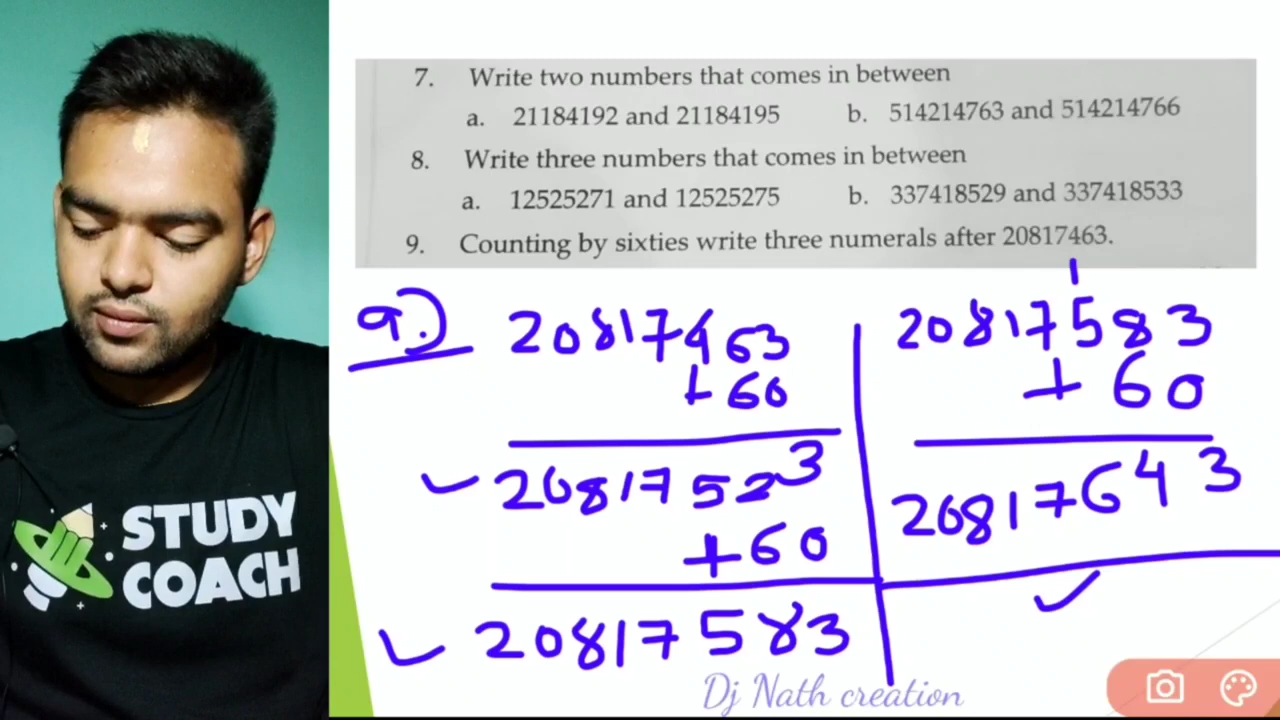 7. Write two numbers that comes in between
a. 21184192 and 21184195 b. 514214763 and 514214766
8. Write three numbers that comes in between
a. 12525271 and 12525275 b. 337418529 and 337418533
9. Counting by sixties write three numerals after 20817463.
9.)
20817463
+60
20817523
+60
20817583
1
20817583
+ 60
20817643
STUDY
COACH
Dj Nath creation